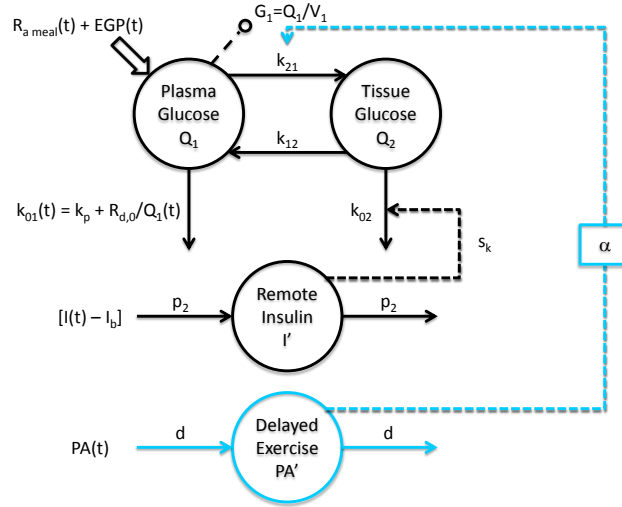 R_a meal(t) + EGP(t)
G_1=Q_1/V_1
k_21
Plasma
Glucose
Q_1
Tissue
Glucose
Q_2
k_12
k_01(t) = k_p + R_d,0/Q_1(t)
k_02
s_k
α
[I(t) – I_b]
p_2
Remote
Insulin
I'
p_2
PA(t)
d
Delayed
Exercise
PA'
d